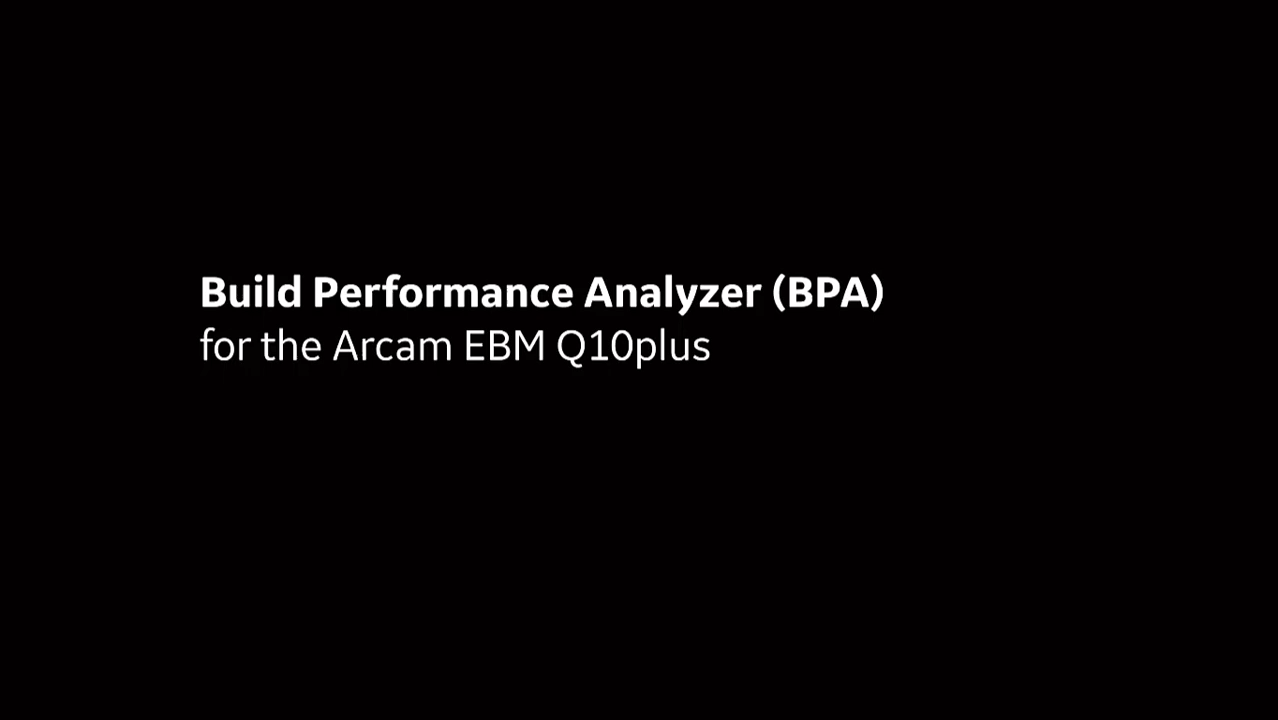 Build Performance Analyzer (BPA)
for the Arcam EBM Q10plus